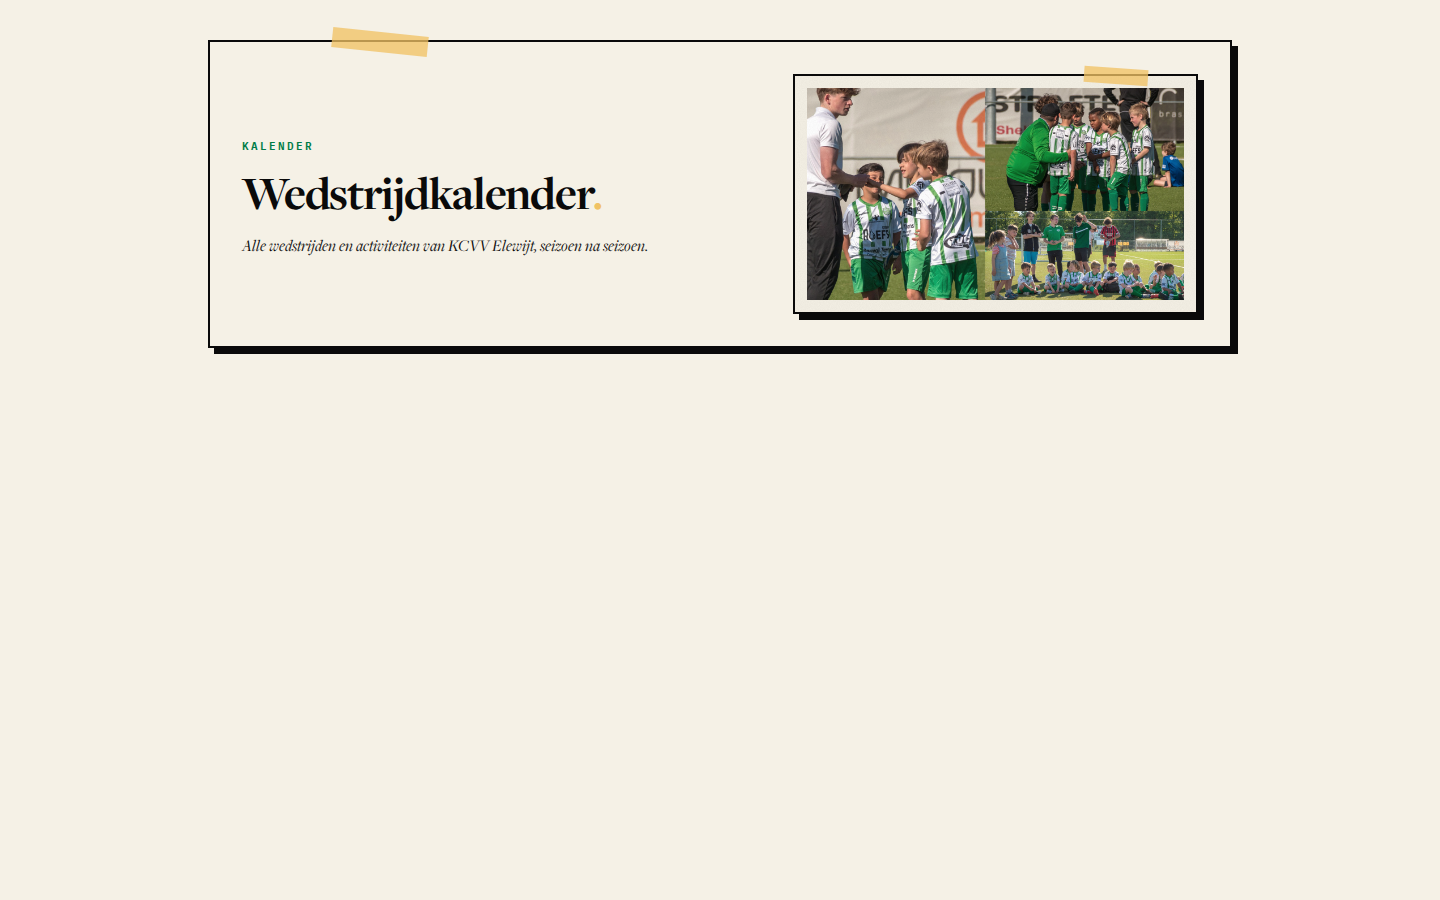 KALENDER
Wedstrijdkalender.
Alle wedstrijden en activiteiten van KCVV Elewijt, seizoen na seizoen.